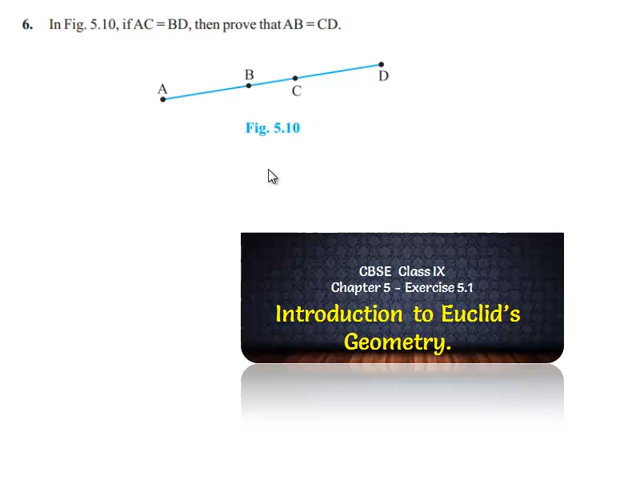 6. In Fig. 5.10, if AC = BD, then prove that AB = CD.
A
B
C
D
Fig. 5.10
CBSE Class IX
Chapter 5 - Exercise 5.1
Introduction to Euclid's
Geometry.